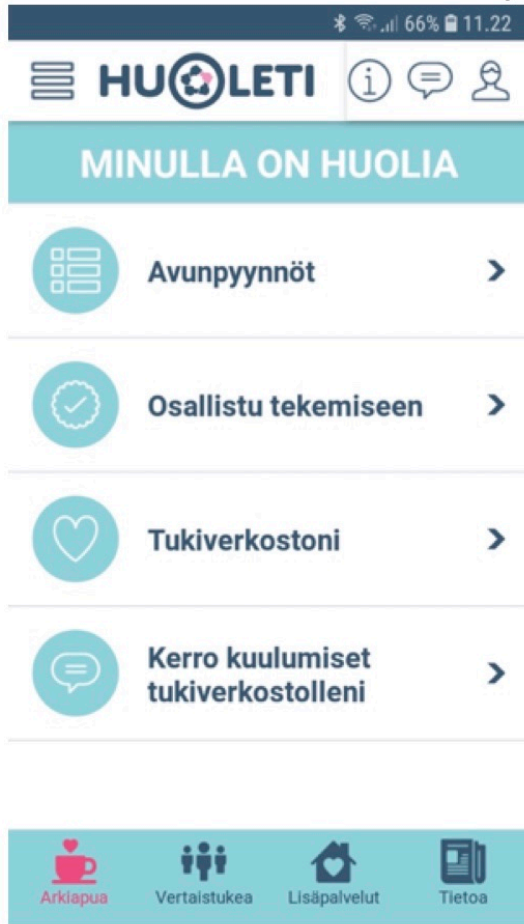 66% 11.22
HUOLETI
MINULLA ON HUOLIA
Avunpyynnöt
Osallistu tekemiseen
Tukiverkostoni
Kerro kuulumiset
tukiverkostolleni
Arkiapua Vertaistukea Lisäpalvelut Tietoa